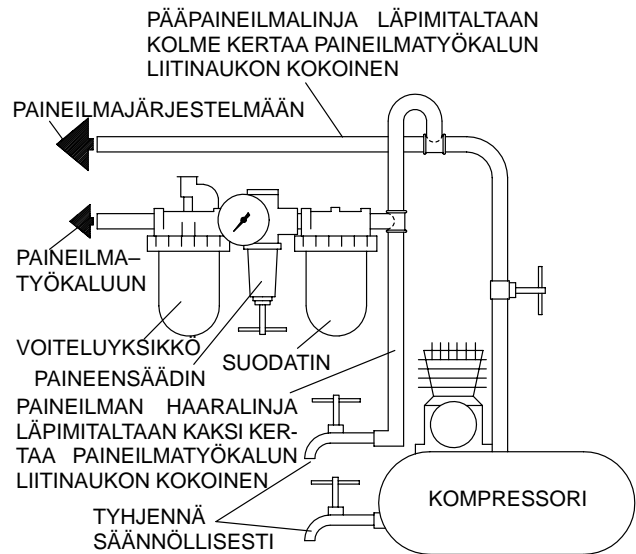 PÄÄPAINEILMALINJA LÄPIMITALTAAN
KOLME KERTAA PAINEILMATYÖKALUN
LIITINAUKON KOKOINEN
PAINEILMAJÄRJESTELMÄÄN
PAINEILMA–
TYÖKALUUN
VOITELUYKSIKKÖ
SUODATIN
PAINEENSÄÄDIN
PAINEILMAN HAARALINJA
LÄPIMITALTAAN KAKSI KER-
TAA PAINEILMATYÖKALUN
LIITINAUKON KOKOINEN
KOMPRESSORI
TYHJENNÄ
SÄÄNNÖLLISESTI